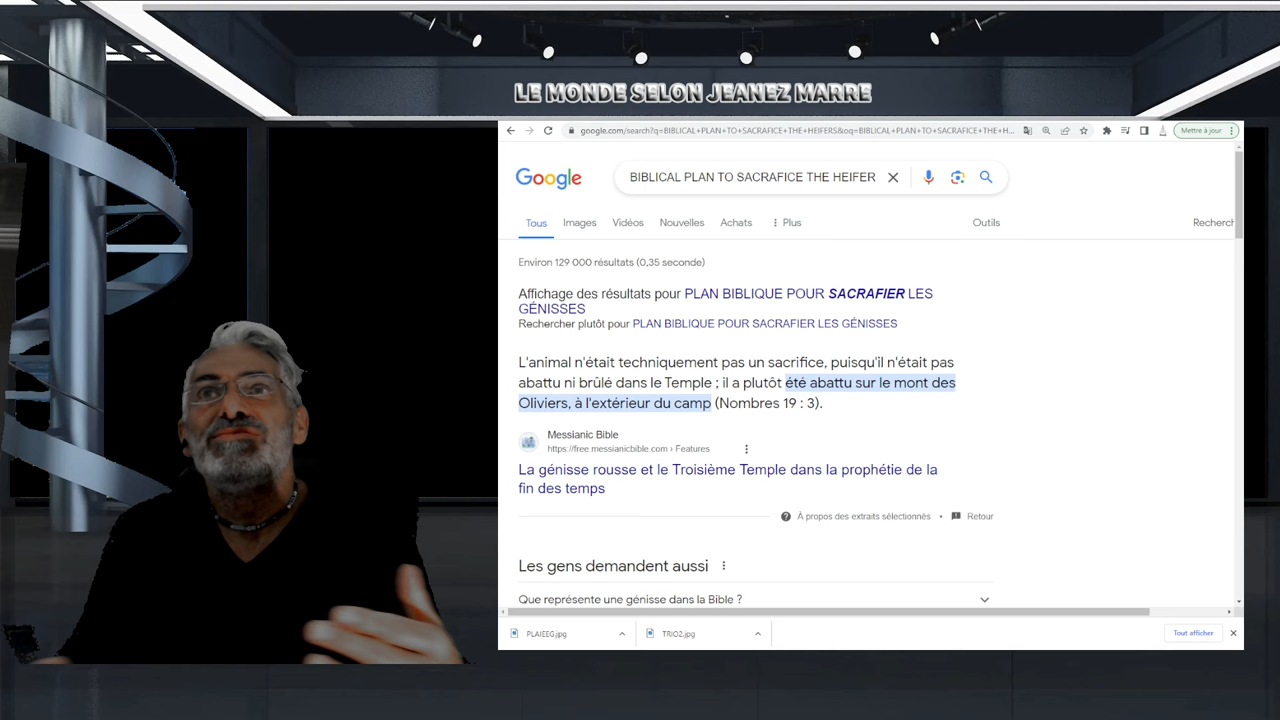 LE MONDE SELON JEANEZ MARRE
google.com/search?q=BIBLICAL+PLAN+TO+SACRAFICE+THE+HEIFERS&oq=BIBLICAL+PLAN+TO+SACRAFICE+THE+H...
Mettre à jour
Google
BIBLICAL PLAN TO SACRAFICE THE HEIFER
Tous Images Vidéos Nouvelles Achats Plus Outils Recherch
Environ 129 000 résultats (0,35 seconde)
Affichage des résultats pour PLAN BIBLIQUE POUR SACRAFIER LES
GÉNISSES
Rechercher plutôt pour PLAN BIBLIQUE POUR SACRAFIER LES GÉNISSES
L'animal n'était techniquement pas un sacrifice, puisqu'il n'était pas
abattu ni brûlé dans le Temple ; il a plutôt été abattu sur le mont des
Oliviers, à l'extérieur du camp (Nombres 19 : 3).
Messianic Bible
https://free.messianicbible.com › Features
La génisse rousse et le Troisième Temple dans la prophétie de la
fin des temps
À propos des extraits sélectionnés • Retour
Les gens demandent aussi
Que représente une génisse dans la Bible ?
PLAIEEG.jpg TRIO2.jpg Tout afficher